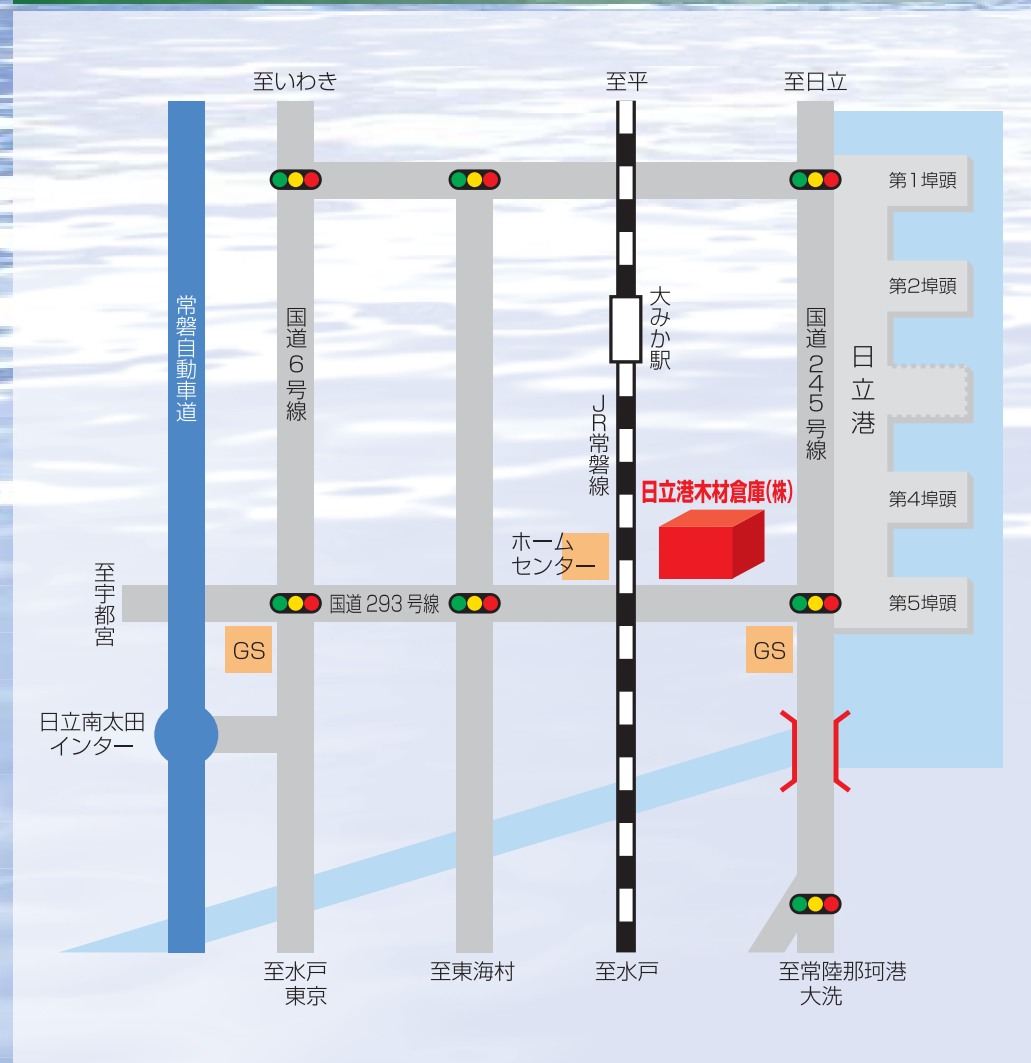 至いわき
至平
至日立
第1埠頭
第2埠頭
常磐自動車道
国道6号線
大みか駅
国道245号線
日立港
JR常磐線
日立港木材倉庫(株)
第4埠頭
ホーム
センター
至宇都宮
国道293号線
第5埠頭
GS
GS
日立南太田
インター
至水戸
東京
至東海村
至水戸
至常陸那珂港
大洗